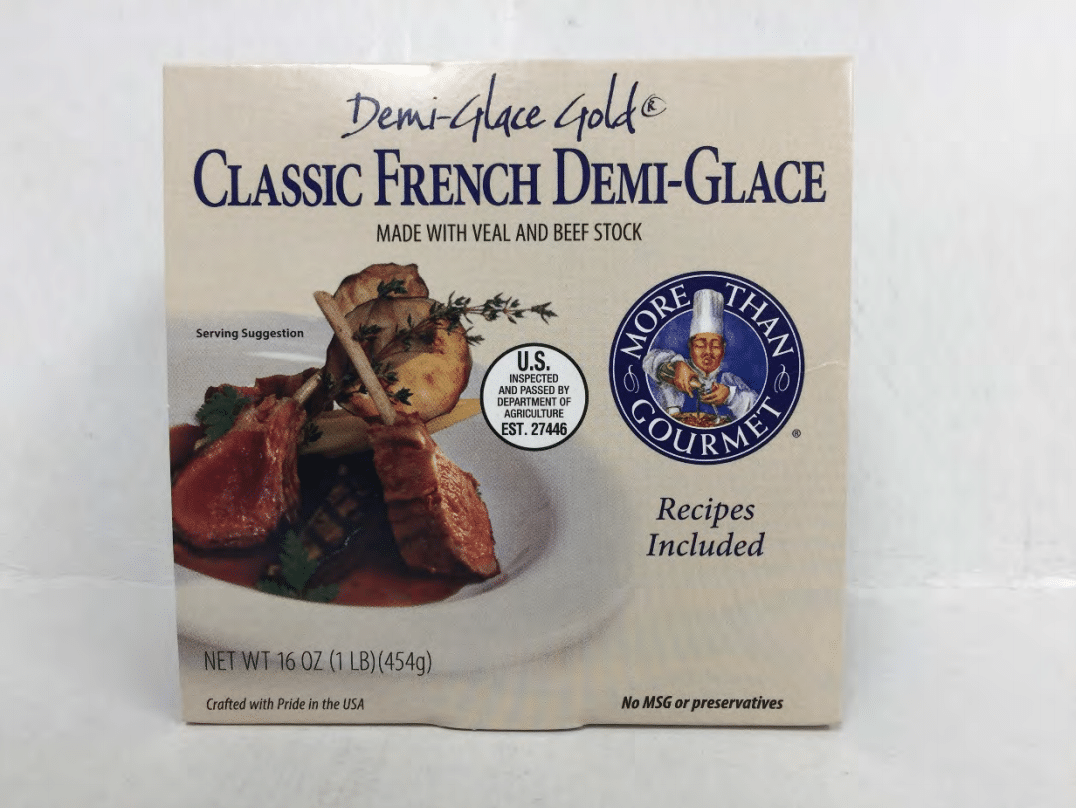 Demi-Glace Gold®
CLASSIC FRENCH DEMI-GLACE
MADE WITH VEAL AND BEEF STOCK
Serving Suggestion
U.S.
INSPECTED
AND PASSED BY
DEPARTMENT OF
AGRICULTURE
EST. 27446
MORE THAN
GOURMET
®
Recipes
Included
NET WT 16 OZ (1 LB)(454g)
Crafted with Pride in the USA
No MSG or preservatives